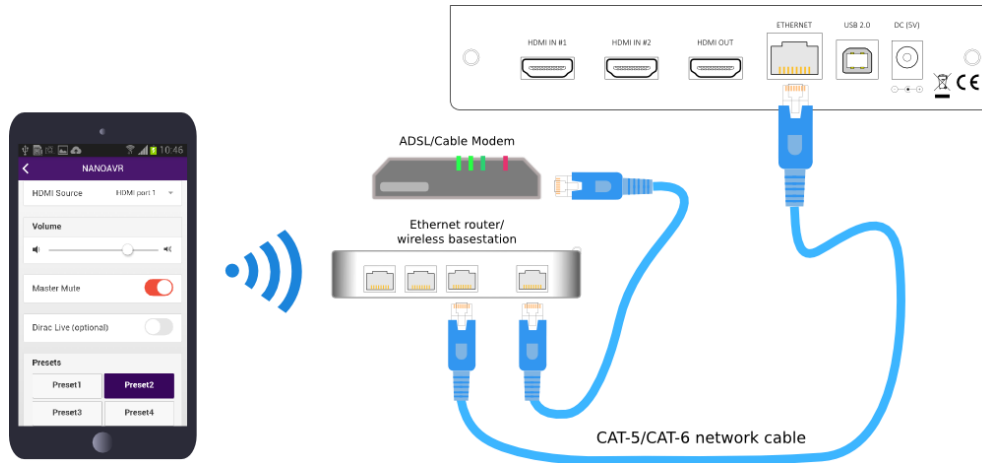 ETHERNET
USB 2.0
DC (5V)
HDMI IN #1
HDMI IN #2
HDMI OUT
CE
ADSL/Cable Modem
Ethernet router/
wireless basestation
10:46
NANOAVR
HDMI Source
HDMI port 1
Volume
Master Mute
Dirac Live (optional)
Presets
Preset1
Preset2
Preset3
Preset4
CAT-5/CAT-6 network cable